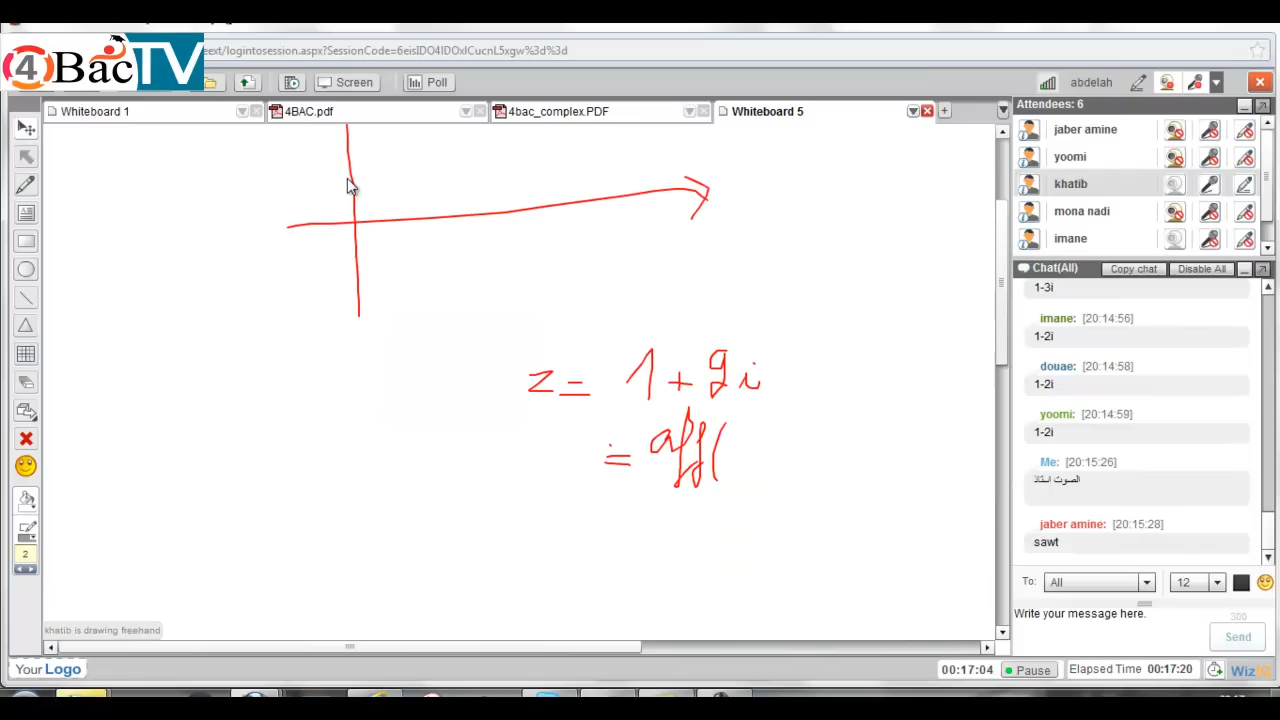 4BacTV
eext/logintosession.aspx?SessionCode=6eisIDO4IDOxICucnL5xgw%3d%3d
Screen
Poll
abdelah
Whiteboard 1
4BAC.pdf
4bac_complex.PDF
Whiteboard 5
Attendees: 6
jaber amine
yoomi
khatib
mona nadi
imane
Chat(All)
Copy chat
Disable All
1-3i
imane: [20:14:56]
1-2i
douae: [20:14:58]
1-2i
yoomi: [20:14:59]
1-2i
Me: [20:15:26]
الصوت استاذ
jaber amine: [20:15:28]
sawt
z = 1 + 2i
= aff(
2
To:
All
12
Write your message here.
300
Send
khatib is drawing freehand
Your Logo
00:17:04
Pause
Elapsed Time
00:17:20
WizIQ